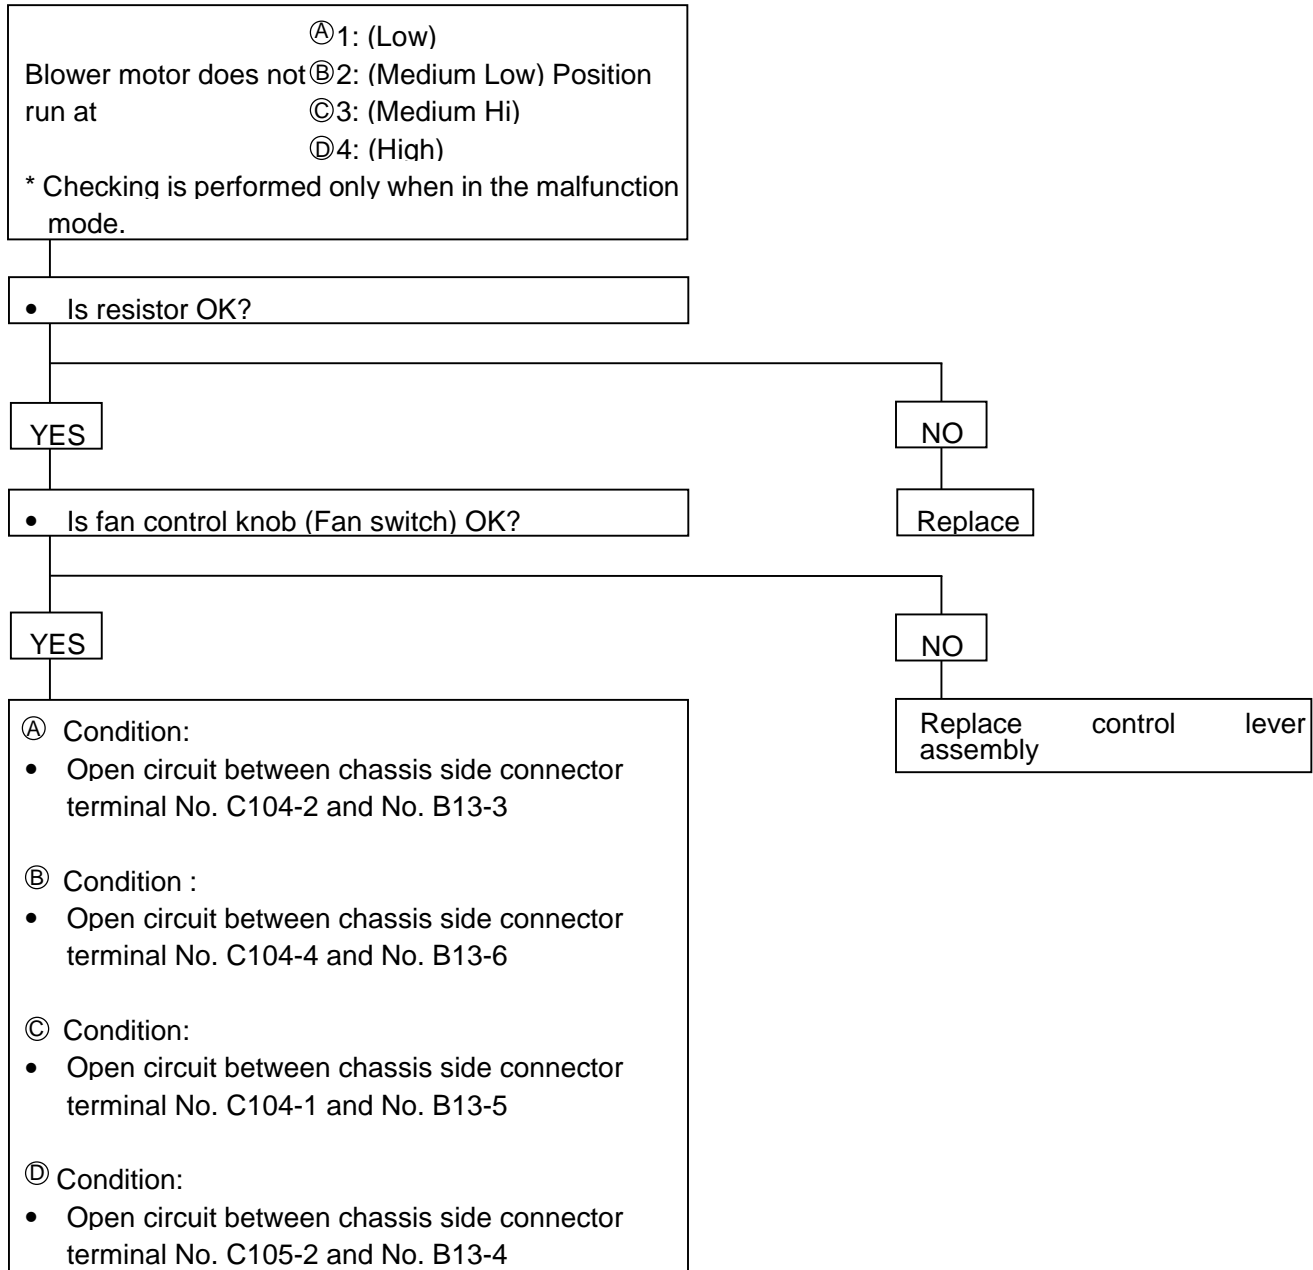 Ⓐ1: (Low)
Blower motor does not Ⓑ2: (Medium Low) Position
run at Ⓒ3: (Medium Hi)
Ⓓ4: (High)
* Checking is performed only when in the malfunction
mode.
• Is resistor OK?
YES
NO
• Is fan control knob (Fan switch) OK?
Replace
YES
NO
Ⓐ Condition:
• Open circuit between chassis side connector
terminal No. C104-2 and No. B13-3
Ⓑ Condition :
• Open circuit between chassis side connector
terminal No. C104-4 and No. B13-6
Ⓒ Condition:
• Open circuit between chassis side connector
terminal No. C104-1 and No. B13-5
Ⓓ Condition:
• Open circuit between chassis side connector
terminal No. C105-2 and No. B13-4
Replace control lever
assembly